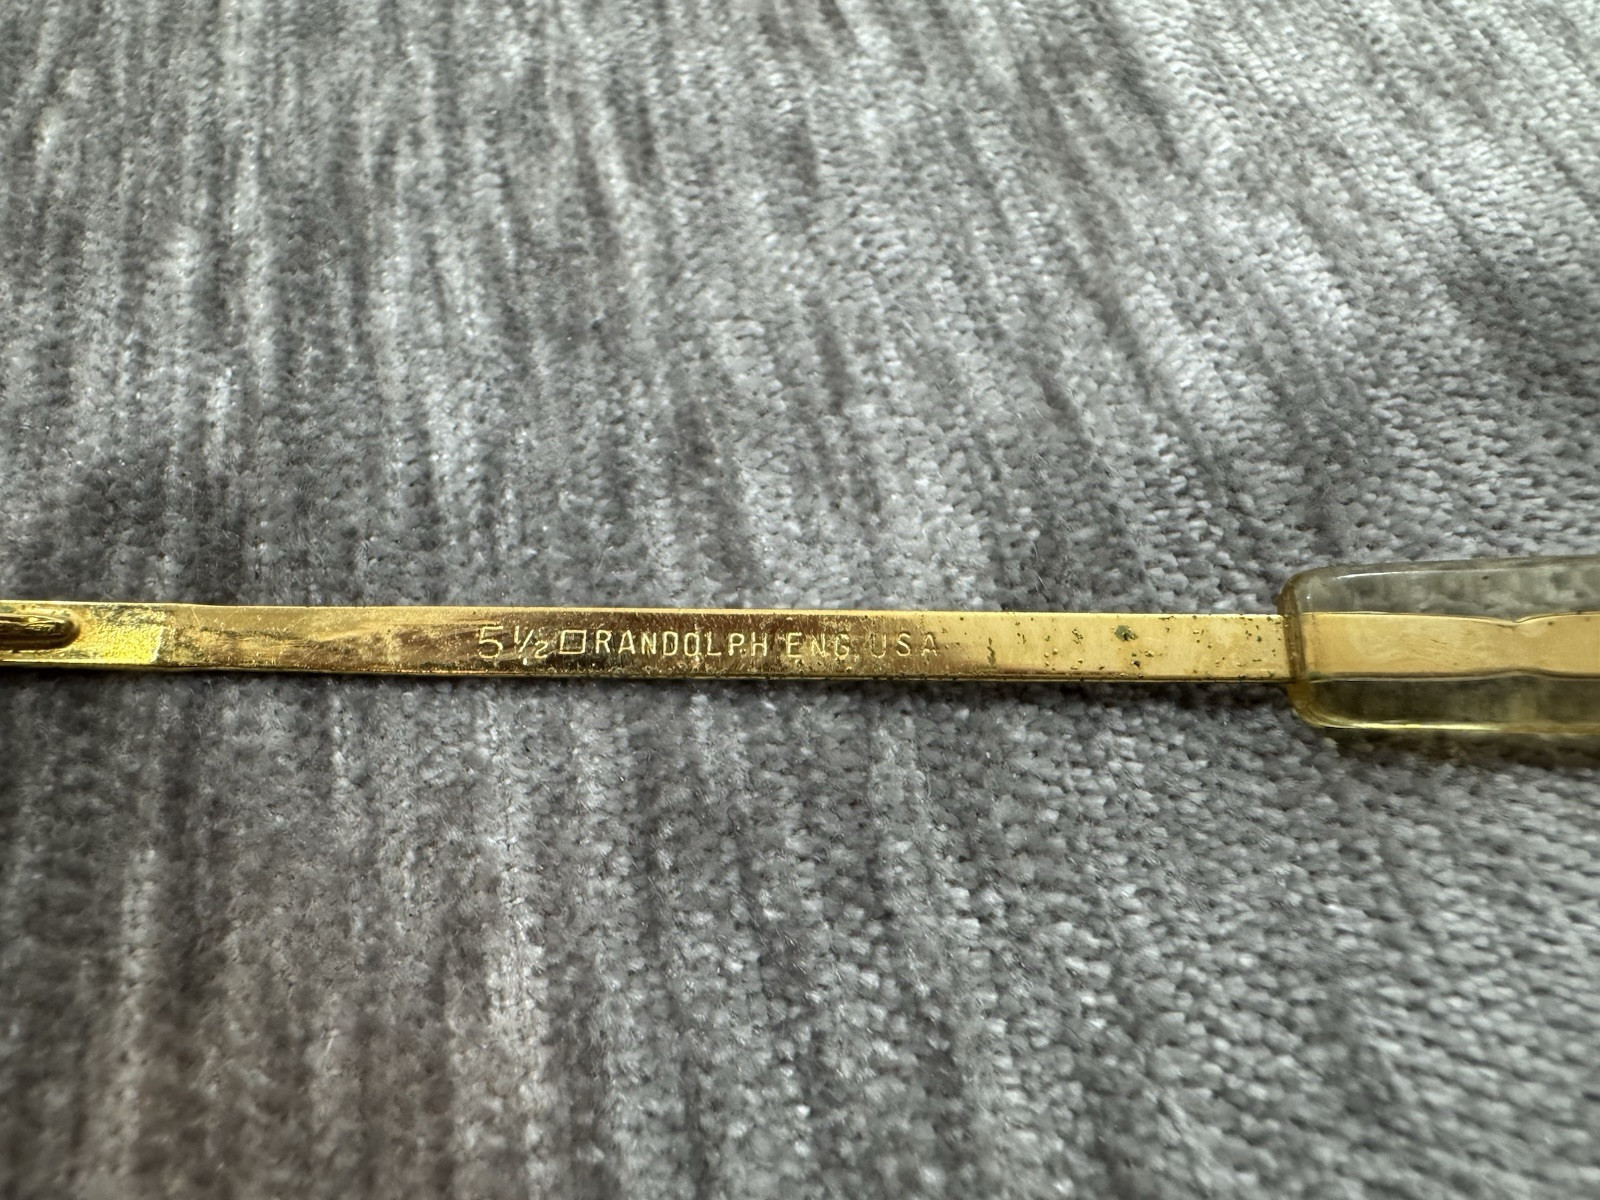 5½ □ RANDOLPH ENG. USA